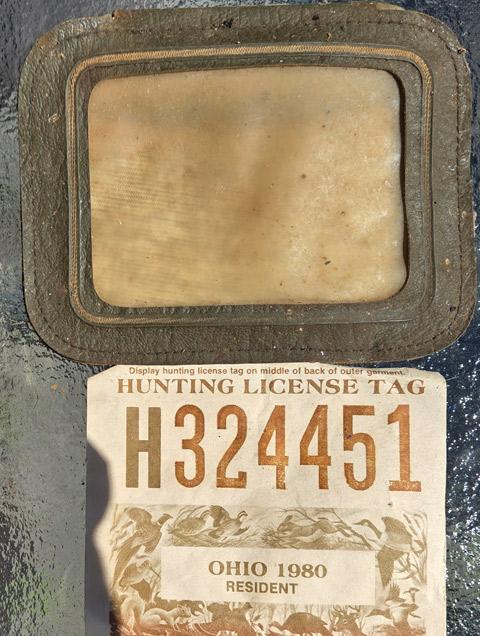 Display hunting license tag on middle of back of outer garment.
HUNTING LICENSE TAG
H324451
OHIO 1980
RESIDENT